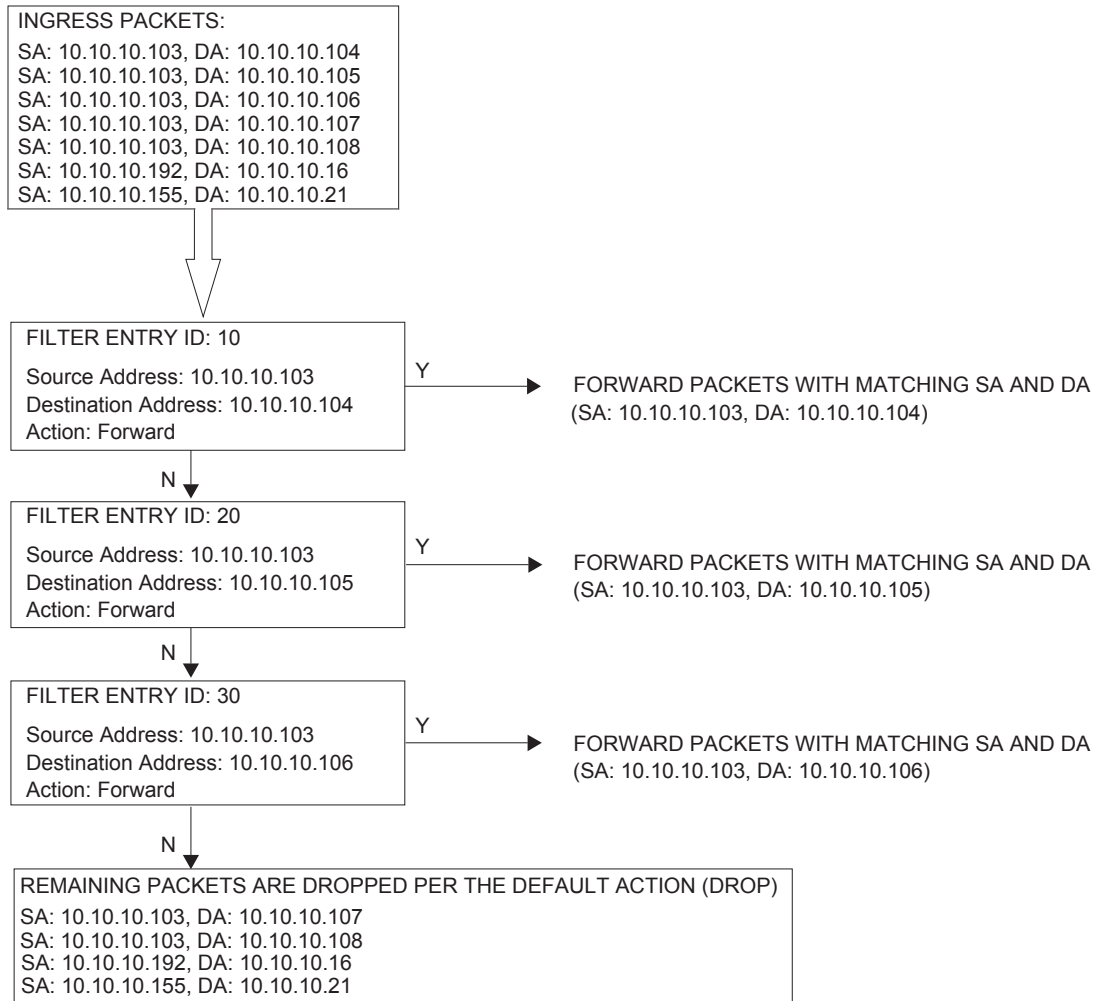 INGRESS PACKETS:
SA: 10.10.10.103, DA: 10.10.10.104
SA: 10.10.10.103, DA: 10.10.10.105
SA: 10.10.10.103, DA: 10.10.10.106
SA: 10.10.10.103, DA: 10.10.10.107
SA: 10.10.10.103, DA: 10.10.10.108
SA: 10.10.10.192, DA: 10.10.10.16
SA: 10.10.10.155, DA: 10.10.10.21
FILTER ENTRY ID: 10
Source Address: 10.10.10.103
Destination Address: 10.10.10.104
Action: Forward
Y
FORWARD PACKETS WITH MATCHING SA AND DA
(SA: 10.10.10.103, DA: 10.10.10.104)
N
FILTER ENTRY ID: 20
Source Address: 10.10.10.103
Destination Address: 10.10.10.105
Action: Forward
Y
FORWARD PACKETS WITH MATCHING SA AND DA
(SA: 10.10.10.103, DA: 10.10.10.105)
N
FILTER ENTRY ID: 30
Source Address: 10.10.10.103
Destination Address: 10.10.10.106
Action: Forward
Y
FORWARD PACKETS WITH MATCHING SA AND DA
(SA: 10.10.10.103, DA: 10.10.10.106)
N
REMAINING PACKETS ARE DROPPED PER THE DEFAULT ACTION (DROP)
SA: 10.10.10.103, DA: 10.10.10.107
SA: 10.10.10.103, DA: 10.10.10.108
SA: 10.10.10.192, DA: 10.10.10.16
SA: 10.10.10.155, DA: 10.10.10.21